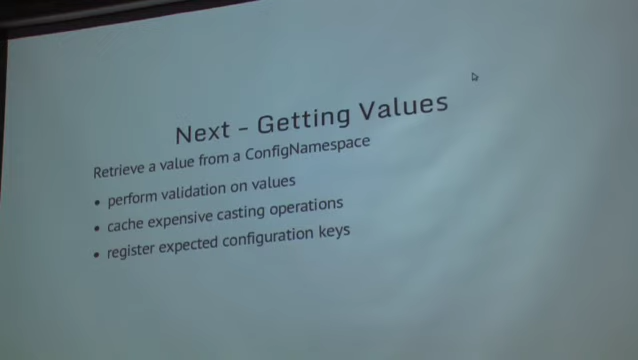 Next - Getting Values
Retrieve a value from a ConfigNamespace
• perform validation on values
• cache expensive casting operations
• register expected configuration keys